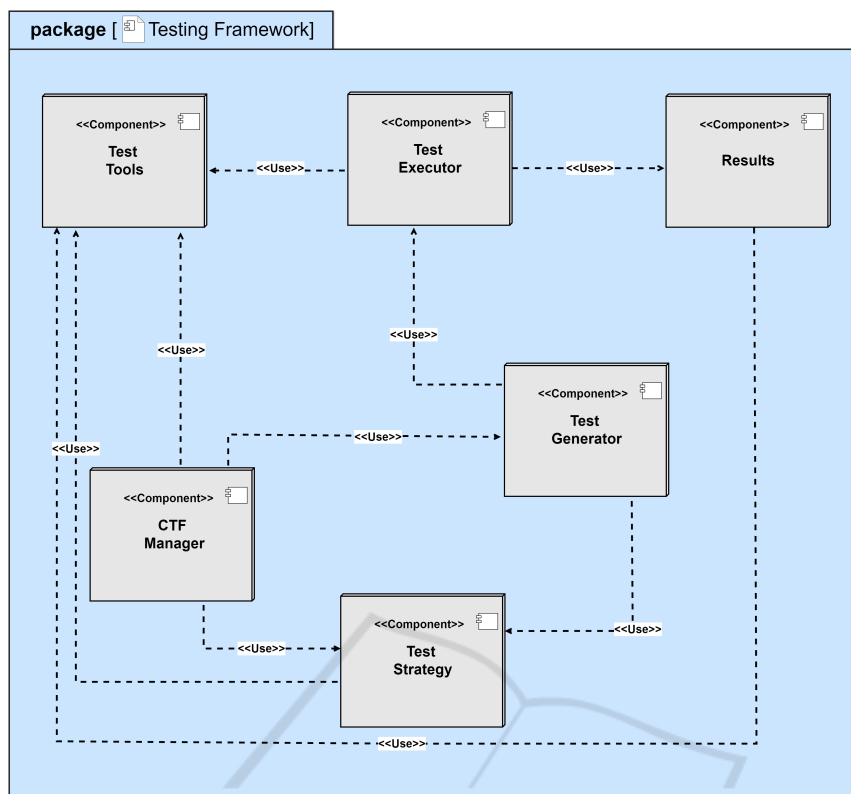 package [ Testing Framework]
<<Component>>
Test
Tools
<<Use>>
<<Component>>
Test
Executor
<<Use>>
<<Component>>
Results
<<Use>>
<<Use>>
<<Component>>
Test
Generator
<<Use>>
<<Use>>
<<Component>>
CTF
Manager
<<Use>>
<<Component>>
Test
Strategy
<<Use>>
<<Use>>